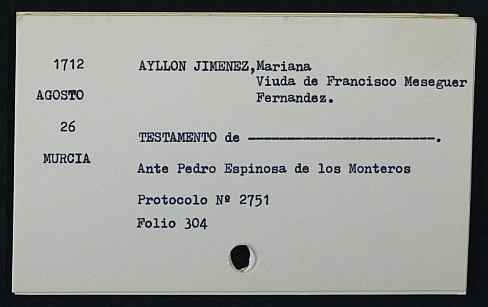 1712
AGOSTO
26
MURCIA
AYLLON JIMENEZ, Mariana
Viuda de Francisco Meseguer
Fernandez.
TESTAMENTO de ------------------------.
Ante Pedro Espinosa de los Monteros
Protocolo Nº 2751
Folio 304